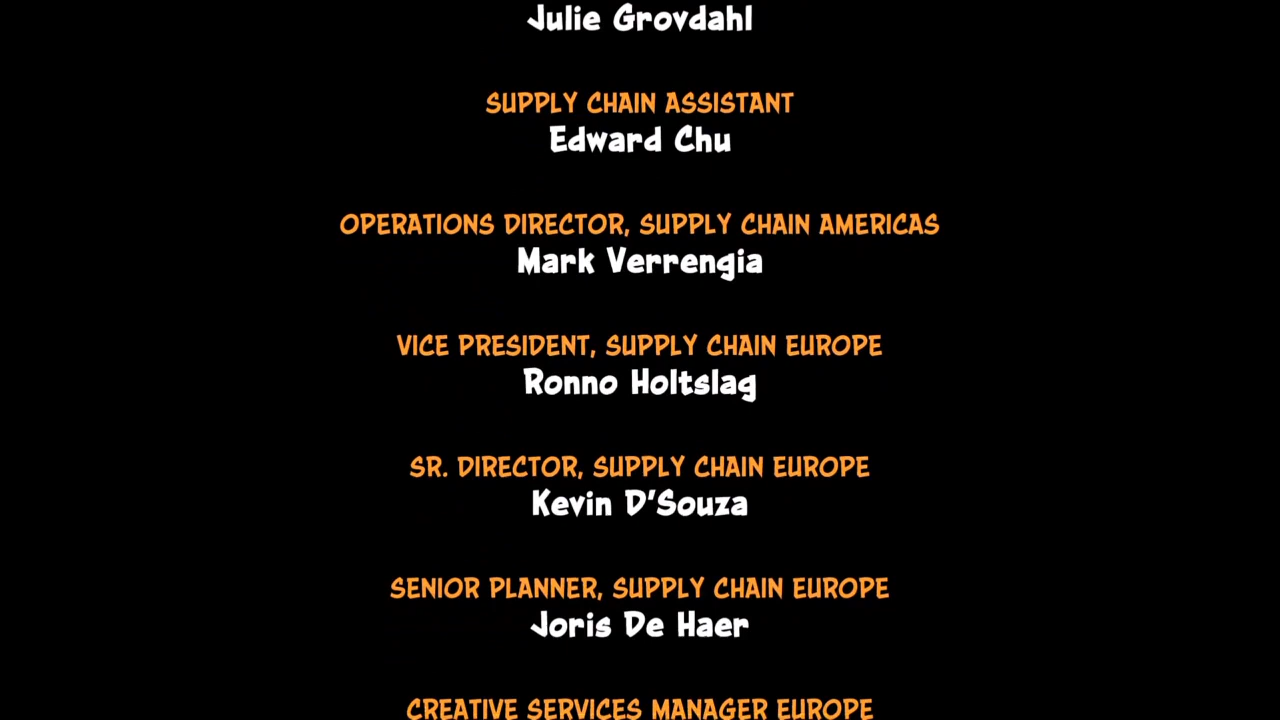 Julie Grovdahl
SUPPLY CHAIN ASSISTANT
Edward Chu
OPERATIONS DIRECTOR, SUPPLY CHAIN AMERICAS
Mark Verrengia
VICE PRESIDENT, SUPPLY CHAIN EUROPE
Ronno Holtslag
SR. DIRECTOR, SUPPLY CHAIN EUROPE
Kevin D'Souza
SENIOR PLANNER, SUPPLY CHAIN EUROPE
Joris De Haer
CREATIVE SERVICES MANAGER EUROPE